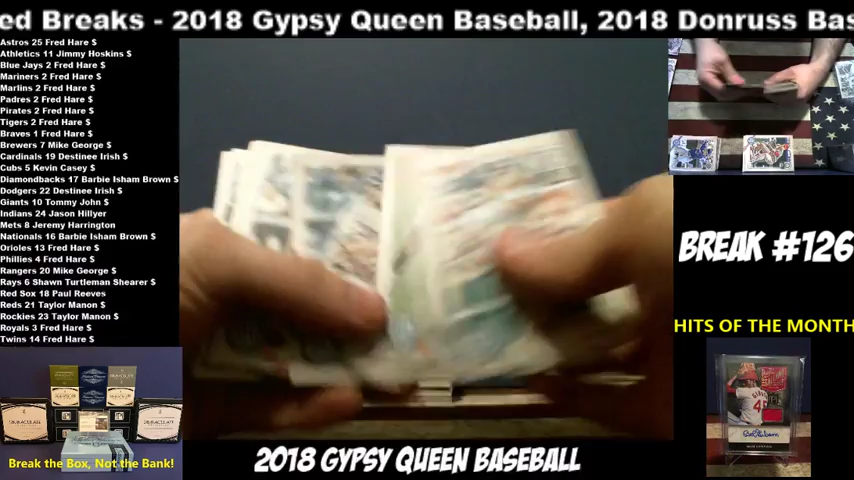 ed Breaks - 2018 Gypsy Queen Baseball, 2018 Donruss Bas
Astros 25 Fred Hare $
Athletics 11 Jimmy Hoskins $
Blue Jays 2 Fred Hare $
Mariners 2 Fred Hare $
Marlins 2 Fred Hare $
Padres 2 Fred Hare $
Pirates 2 Fred Hare $
Tigers 2 Fred Hare $
Braves 1 Fred Hare $
Brewers 7 Mike George $
Cardinals 19 Destinee Irish $
Cubs 5 Kevin Casey $
Diamondbacks 17 Barbie Isham Brown $
Dodgers 22 Destinee Irish $
Giants 10 Tommy John $
Indians 24 Jason Hillyer
Mets 8 Jeremy Harrington
Nationals 16 Barbie Isham Brown $
Orioles 13 Fred Hare $
Phillies 4 Fred Hare $
Rangers 20 Mike George $
Rays 6 Shawn Turtleman Shearer $
Red Sox 18 Paul Reeves
Reds 21 Taylor Manon $
Rockies 23 Taylor Manon $
Royals 3 Fred Hare $
Twins 14 Fred Hare $
Break the Box, Not the Bank!
2018 GYPSY QUEEN BASEBALL
BREAK #126
HITS OF THE MONTH